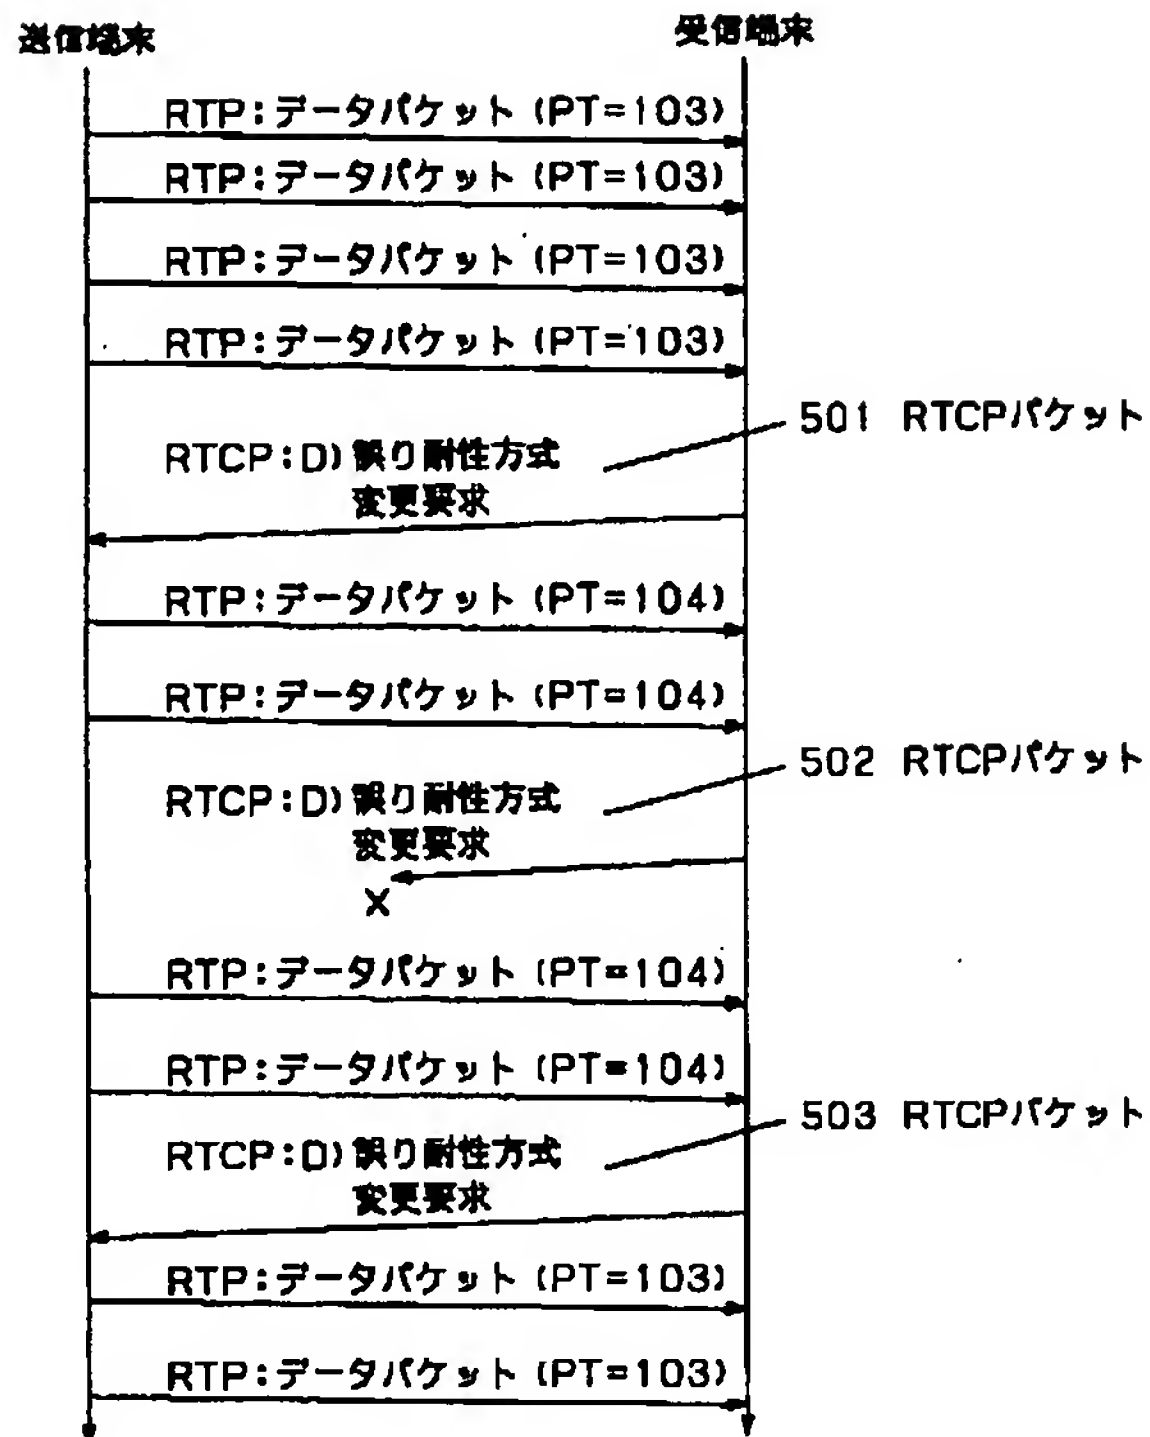 送信端末
受信端末
RTP:データパケット (PT=103)
RTP:データパケット (PT=103)
RTP:データパケット (PT=103)
RTP:データパケット (PT=103)
501 RTCPパケット
RTCP:D) 誤り耐性方式
変更要求
RTP:データパケット (PT=104)
RTP:データパケット (PT=104)
502 RTCPパケット
RTCP:D) 誤り耐性方式
変更要求
X
RTP:データパケット (PT=104)
RTP:データパケット (PT=104)
503 RTCPパケット
RTCP:D) 誤り耐性方式
変更要求
RTP:データパケット (PT=103)
RTP:データパケット (PT=103)